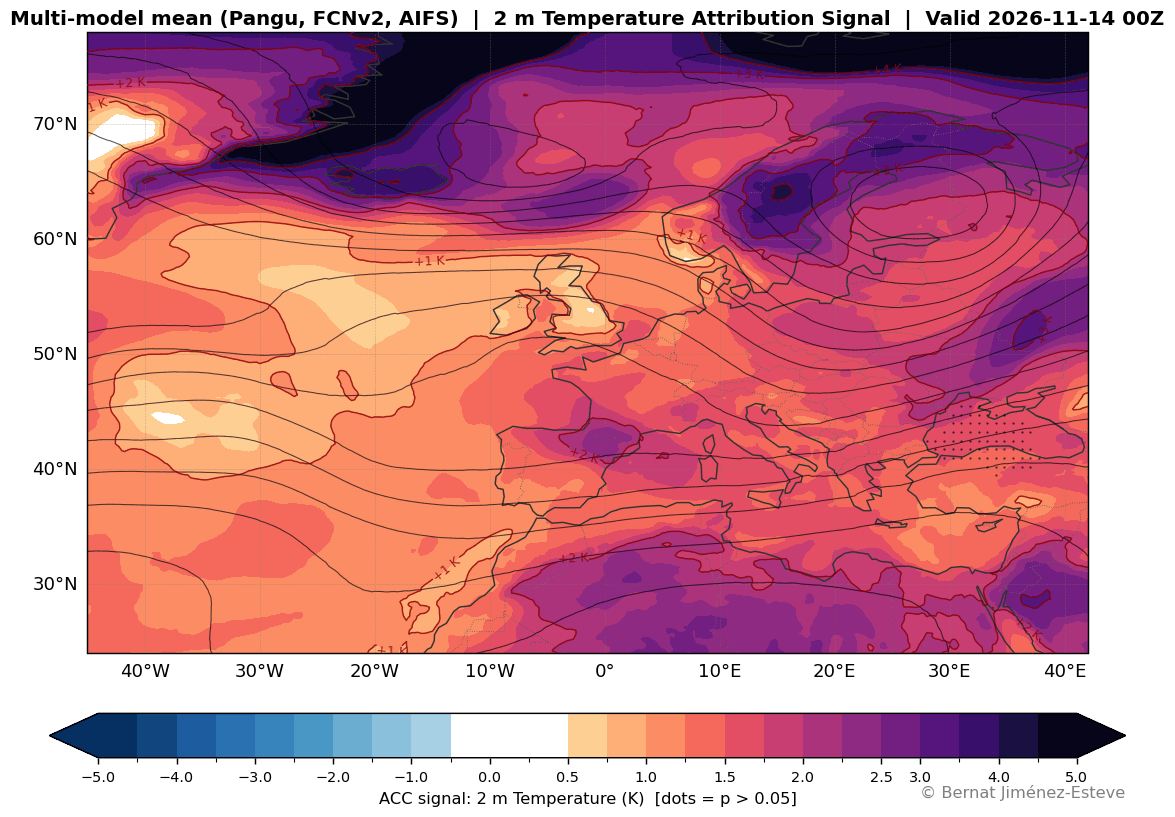 Multi-model mean (Pangu, FCNv2, AIFS) | 2 m Temperature Attribution Signal | Valid 2026-11-14 00Z
+2 K
+3 K
+4 K
1 K
70°N
60°N
+1 K
+1 K
50°N
+2 K
40°N
+2 K
+1 K
30°N
+1 K
40°W 30°W 20°W 10°W 0° 10°E 20°E 30°E 40°E
−5.0 −4.0 −3.0 −2.0 −1.0 0.0 0.5 1.0 1.5 2.0 2.5 3.0 4.0 5.0
ACC signal: 2 m Temperature (K) [dots = p > 0.05]
© Bernat Jiménez-Esteve